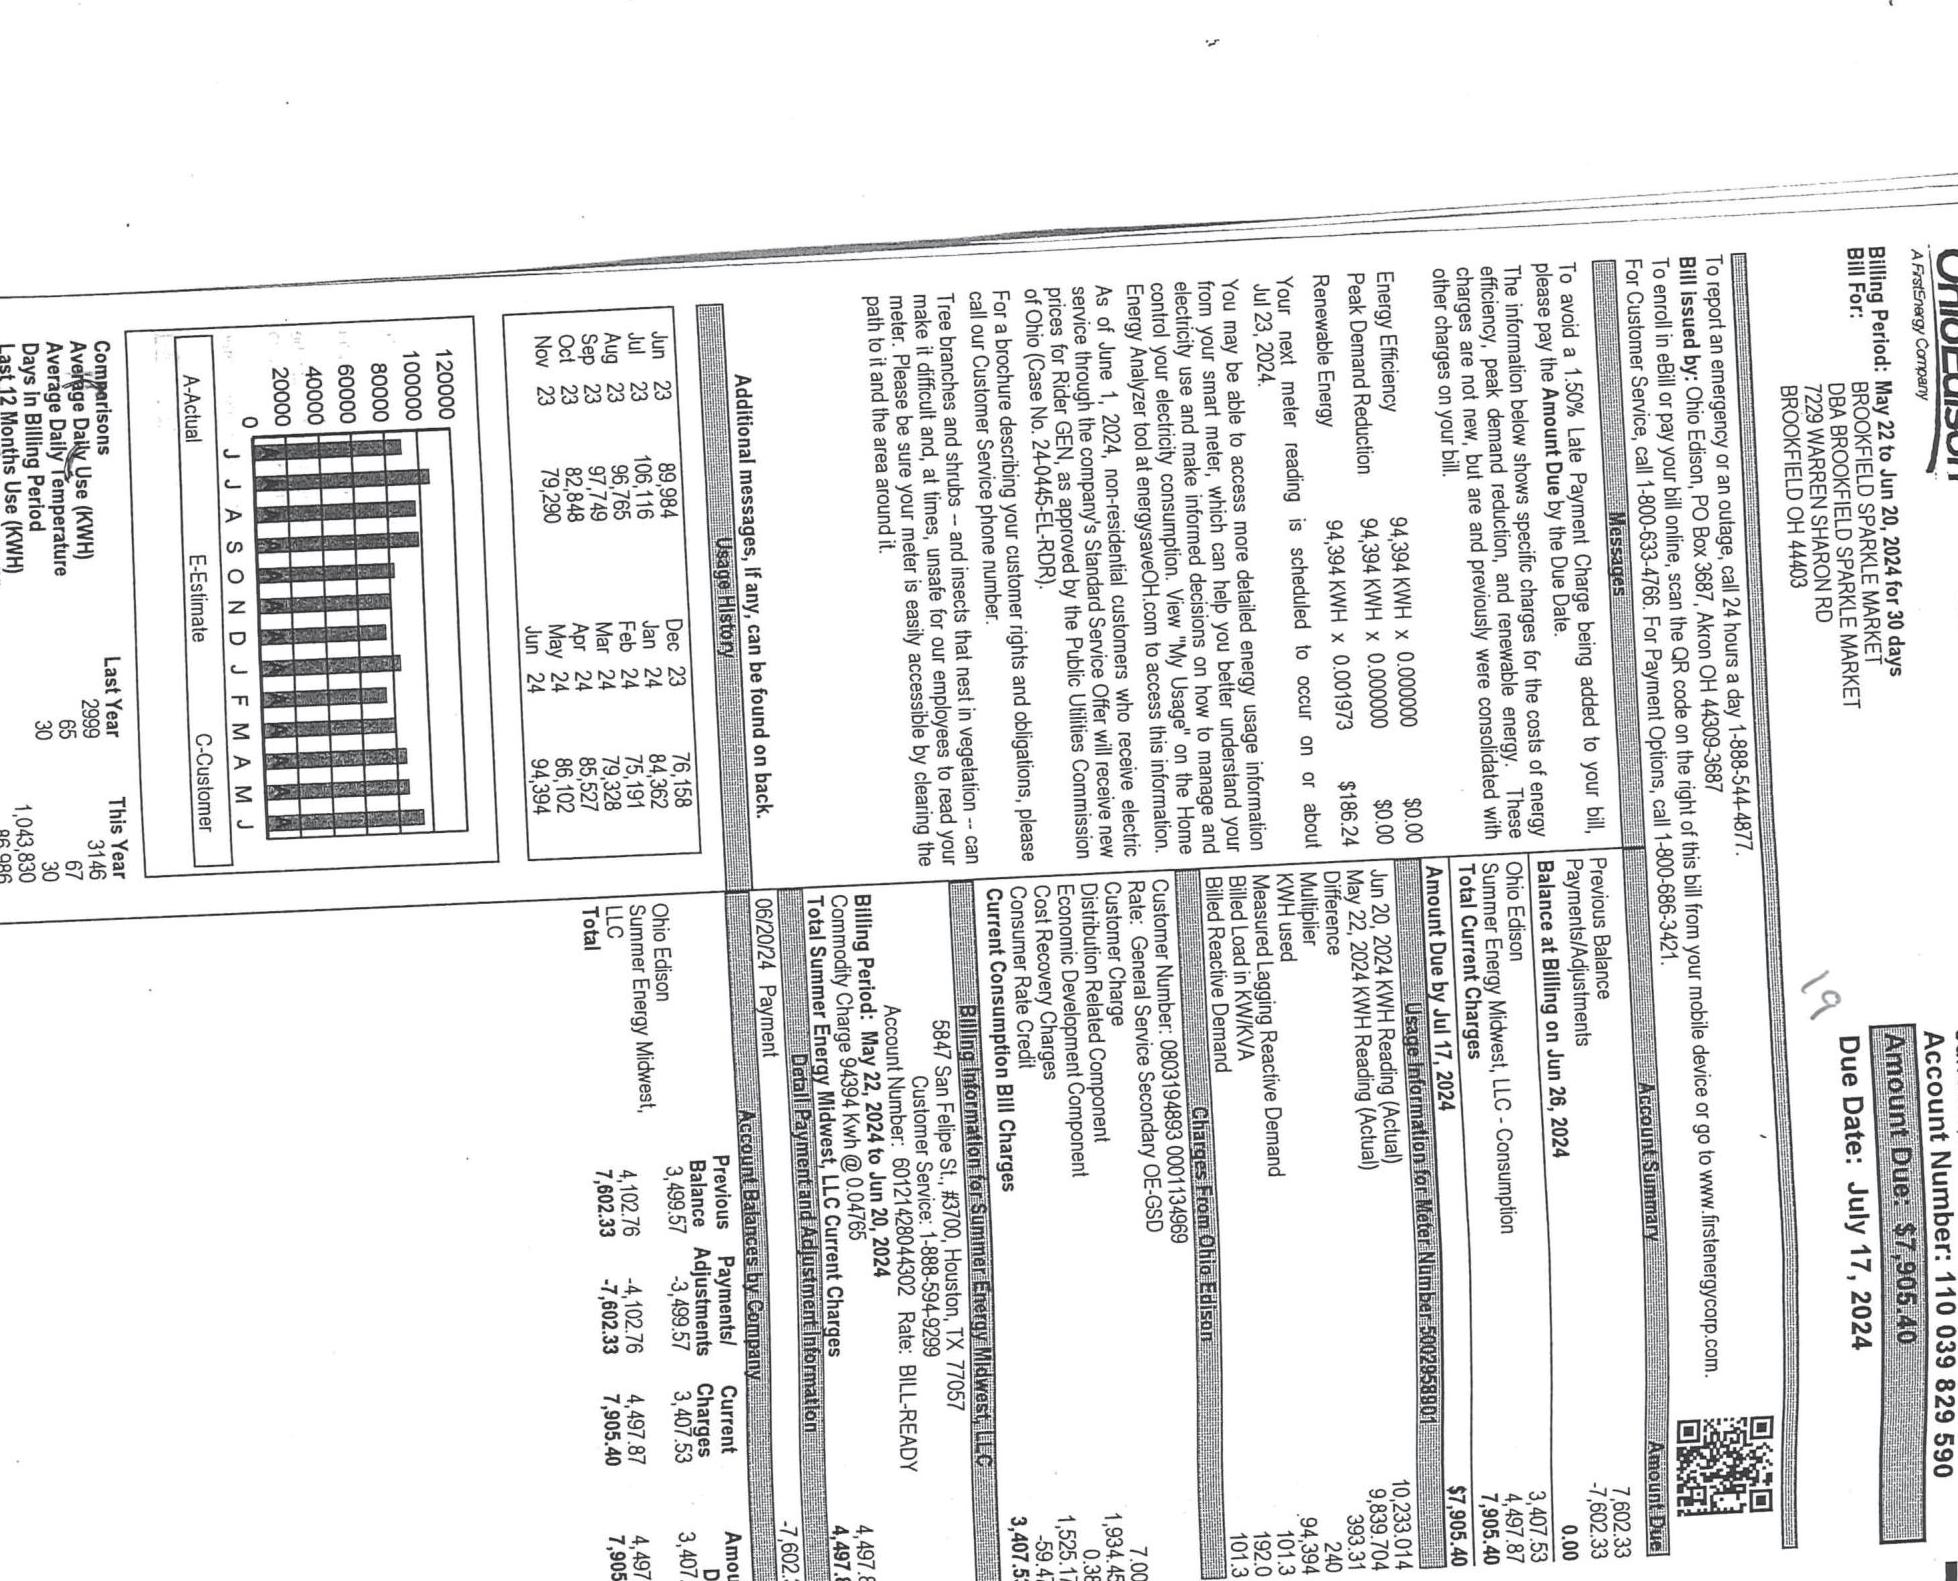 Ohio Edison
A FirstEnergy Company
Account Number: 110 039 829 590
Amount Due: $7,905.40
Due Date: July 17, 2024
19
Billing Period: May 22 to Jun 20, 2024 for 30 days
Bill For: BROOKFIELD SPARKLE MARKET
DBA BROOKFIELD SPARKLE MARKET
7229 WARREN SHARON RD
BROOKFIELD OH 44403
To report an emergency or an outage, call 24 hours a day 1-888-544-4877.
Bill issued by: Ohio Edison, PO Box 3687, Akron OH 44309-3687
To enroll in eBill or pay your bill online, scan the QR code on the right of this bill from your mobile device or go to www.firstenergycorp.com.
For Customer Service, call 1-800-633-4766. For Payment Options, call 1-800-686-3421.
Messages
To avoid a 1.50% Late Payment Charge being added to your bill,
please pay the Amount Due by the Due Date.
The information below shows specific charges for the costs of energy
efficiency, peak demand reduction, and renewable energy. These
charges are not new, but are and previously were consolidated with
other charges on your bill.
Energy Efficiency 94,394 KWH x 0.000000 $0.00
Peak Demand Reduction 94,394 KWH x 0.000000 $0.00
Renewable Energy 94,394 KWH x 0.001973 $186.24
Your next meter reading is scheduled to occur on or about
Jul 23, 2024.
You may be able to access more detailed energy usage information
from your smart meter, which can help you better understand your
electricity use and make informed decisions on how to manage and
control your electricity consumption. View "My Usage" on the Home
Energy Analyzer tool at energysaveOH.com to access this information.
As of June 1, 2024, non-residential customers who receive electric
service through the company's Standard Service Offer will receive new
prices for Rider GEN, as approved by the Public Utilities Commission
of Ohio (Case No. 24-0445-EL-RDR).
For a brochure describing your customer rights and obligations, please
call our Customer Service phone number.
Tree branches and shrubs -- and insects that nest in vegetation -- can
make it difficult and, at times, unsafe for our employees to read your
meter. Please be sure your meter is easily accessible by clearing the
path to it and the area around it.
Additional messages, if any, can be found on back.
Usage History
Jun 23 89,984 Dec 23 76,158
Jul 23 106,116 Jan 24 84,362
Aug 23 96,765 Feb 24 75,191
Sep 23 97,749 Mar 24 79,328
Oct 23 82,848 Apr 24 85,527
Nov 23 79,290 May 24 86,102
Jun 24 94,394
120000
100000
80000
60000
40000
20000
0
A A A A A A A A A A A A A
J J A S O N D J F M A M J
A-Actual E-Estimate C-Customer
Comparisons Last Year This Year
Average Daily Use (KWH) 2999 3146
Average Daily Temperature 65 67
Days in Billing Period 30 30
Last 12 Months Use (KWH) 1,043,830
86,986
Account Summary Amount Due
Previous Balance 7,602.33
Payments/Adjustments -7,602.33
Balance at Billing on Jun 26, 2024 0.00
Ohio Edison 3,407.53
Summer Energy Midwest, LLC - Consumption 4,497.87
Total Current Charges 7,905.40
Amount Due by Jul 17, 2024 $7,905.40
Usage Information for Meter Number 502958901
Jun 20, 2024 KWH Reading (Actual) 10,233.014
May 22, 2024 KWH Reading (Actual) 9,839.704
Difference 393.31
Multiplier 240
KWH used 94,394
Measured Lagging Reactive Demand 101.3
Billed Load in KW/KVA 192.0
Billed Reactive Demand 101.3
Charges From Ohio Edison
Customer Number: 0803194893 0001134969
Rate: General Service Secondary OE-GSD
Customer Charge 7.00
Distribution Related Component 1,934.45
Economic Development Component 0.38
Cost Recovery Charges 1,525.17
Consumer Rate Credit -59.4
Current Consumption Bill Charges 3,407.5
Billing Information for Summer Energy Midwest, LLC
5847 San Felipe St., #3700, Houston, TX 77057
Customer Service: 1-888-594-9299
Account Number: 601214280443​02 Rate: BILL-READY
Billing Period: May 22, 2024 to Jun 20, 2024
Commodity Charge 94394 Kwh @ 0.04765 4,497.8
Total Summer Energy Midwest, LLC Current Charges 4,497.8
Detail Payment and Adjustment Information
06/20/24 Payment -7,602.
Account Balances by Company
Previous Balance Payments/ Adjustments Current Charges Amou
Ohio Edison 3,499.57 -3,499.57 3,407.53 3,407.
Summer Energy Midwest, LLC 4,102.76 -4,102.76 4,497.87 4,497
Total 7,602.33 -7,602.33 7,905.40 7,905